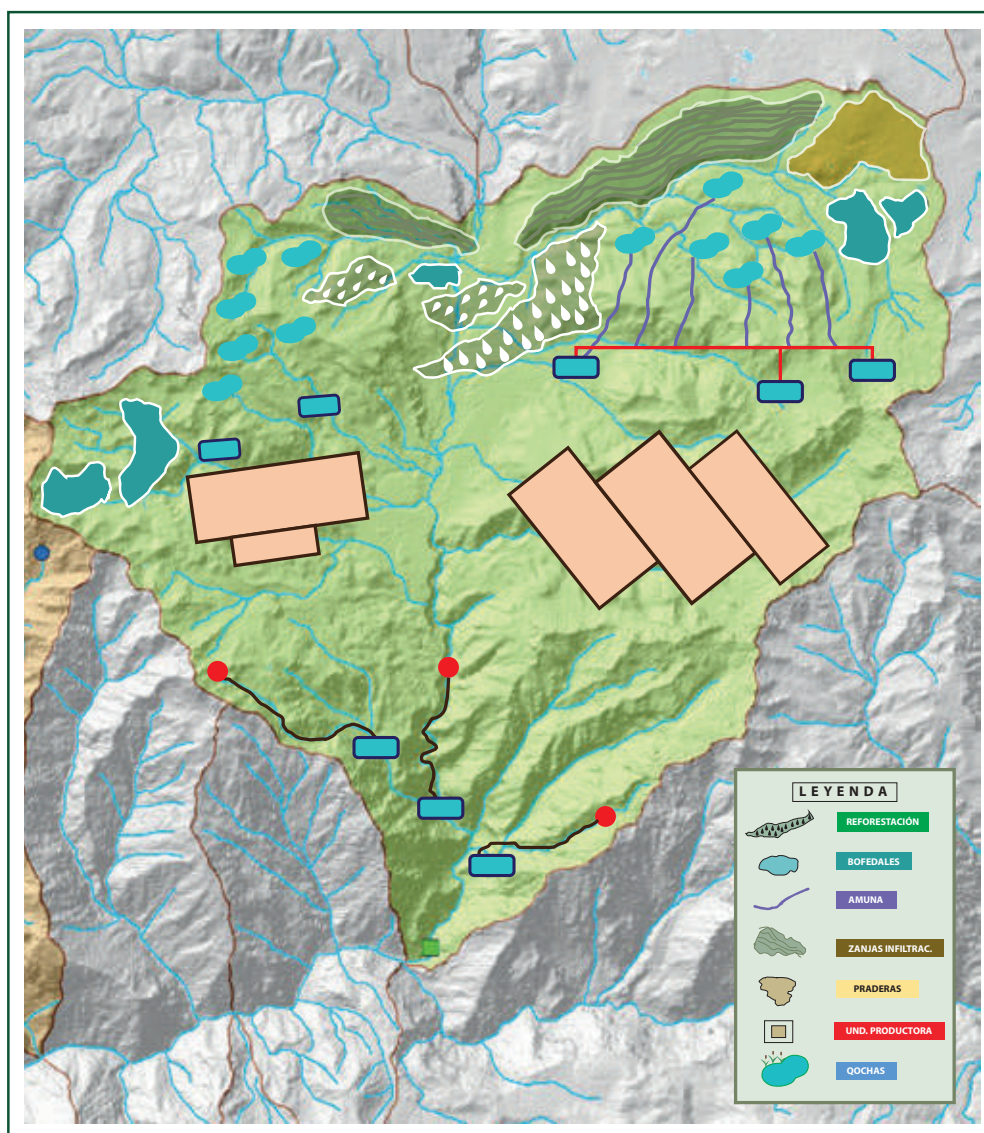 LEYENDA
REFORESTACIÓN
BOFEDALES
AMUNA
ZANJAS INFILTRAC.
PRADERAS
UND. PRODUCTORA
QOCHAS